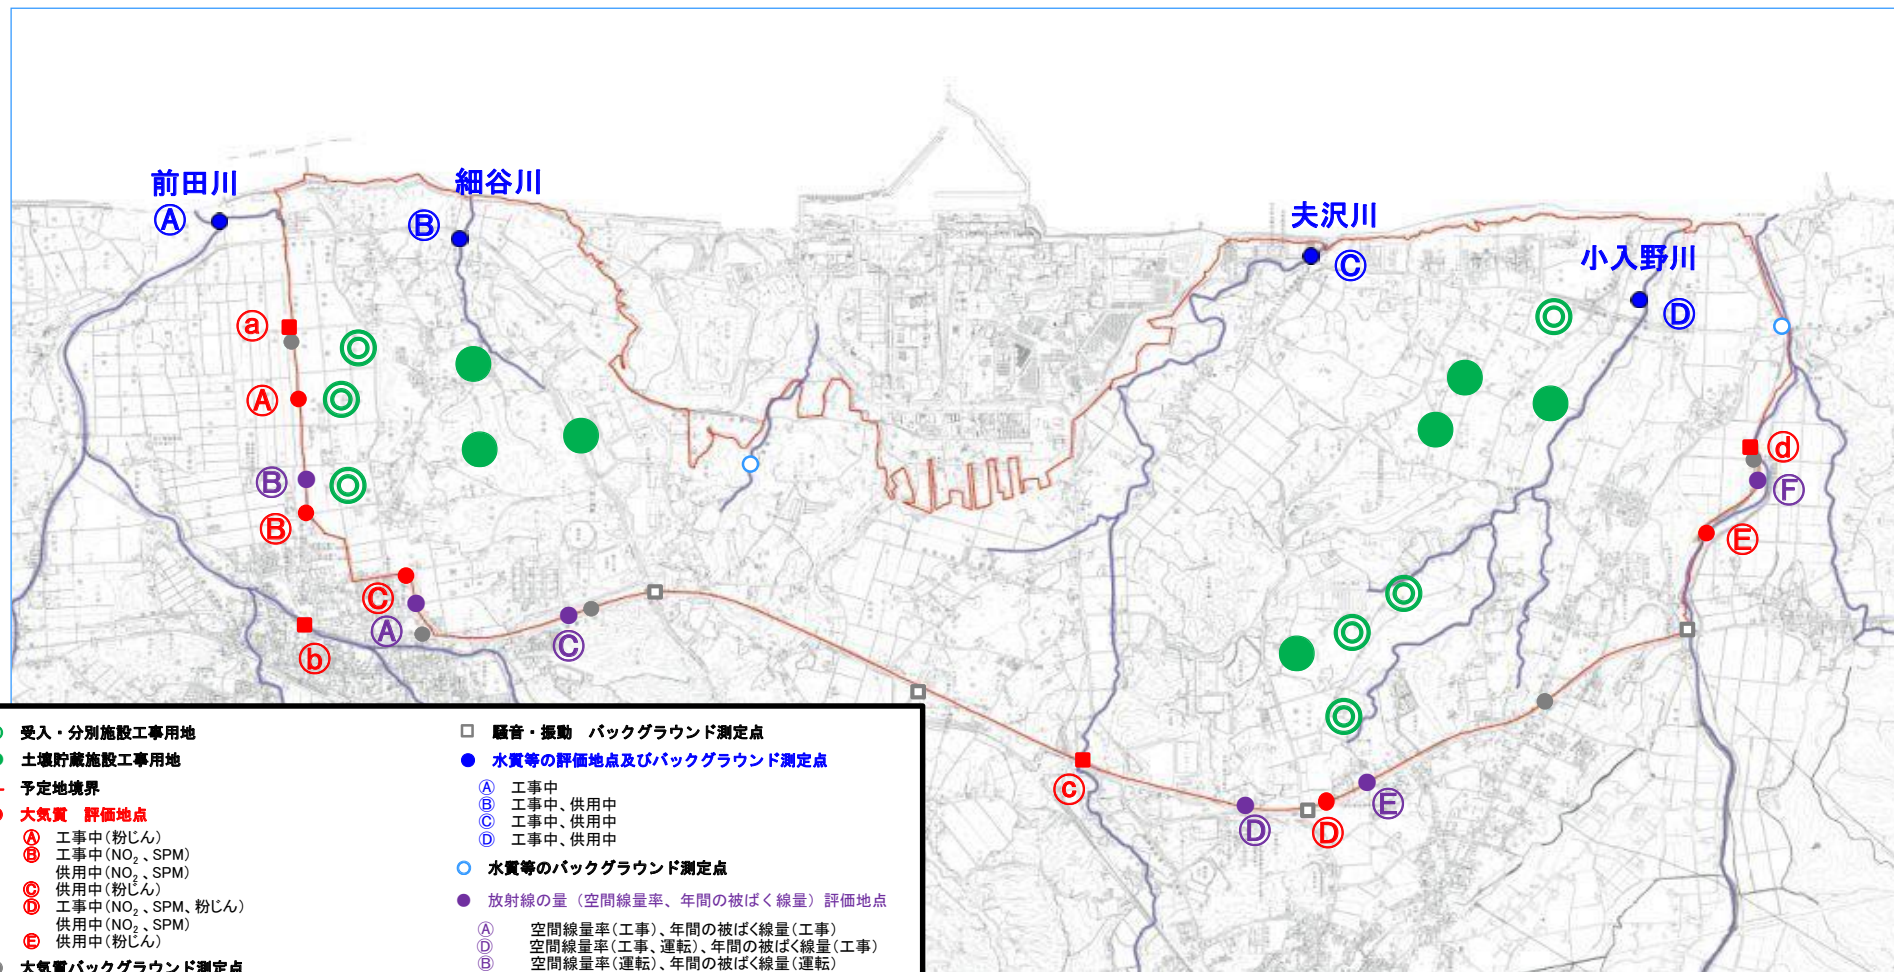 前田川
細谷川
夫沢川
小入野川
Ⓐ
Ⓑ
Ⓒ
Ⓓ
ⓐ
Ⓐ
Ⓑ
Ⓑ
Ⓒ
Ⓐ
ⓑ
Ⓒ
ⓒ
Ⓓ
Ⓓ
Ⓔ
ⓓ
Ⓕ
Ⓔ
受入・分別施設工事用地
土壌貯蔵施設工事用地
予定地境界
大気質 評価地点
Ⓐ 工事中(粉じん)
Ⓑ 工事中(NO₂、SPM)
供用中(NO₂、SPM)
Ⓒ 供用中(粉じん)
Ⓓ 工事中(NO₂、SPM、粉じん)
供用中(NO₂、SPM)
Ⓔ 供用中(粉じん)
大気質バックグラウンド測定点
騒音・振動 バックグラウンド測定点
水質等の評価地点及びバックグラウンド測定点
Ⓐ 工事中
Ⓑ 工事中、供用中
Ⓒ 工事中、供用中
Ⓓ 工事中、供用中
水質等のバックグラウンド測定点
放射線の量（空間線量率、年間の被ばく線量）評価地点
Ⓐ 空間線量率(工事)、年間の被ばく線量(工事)
Ⓓ 空間線量率(工事、運転)、年間の被ばく線量(工事)
Ⓑ 空間線量率(運転)、年間の被ばく線量(運転)